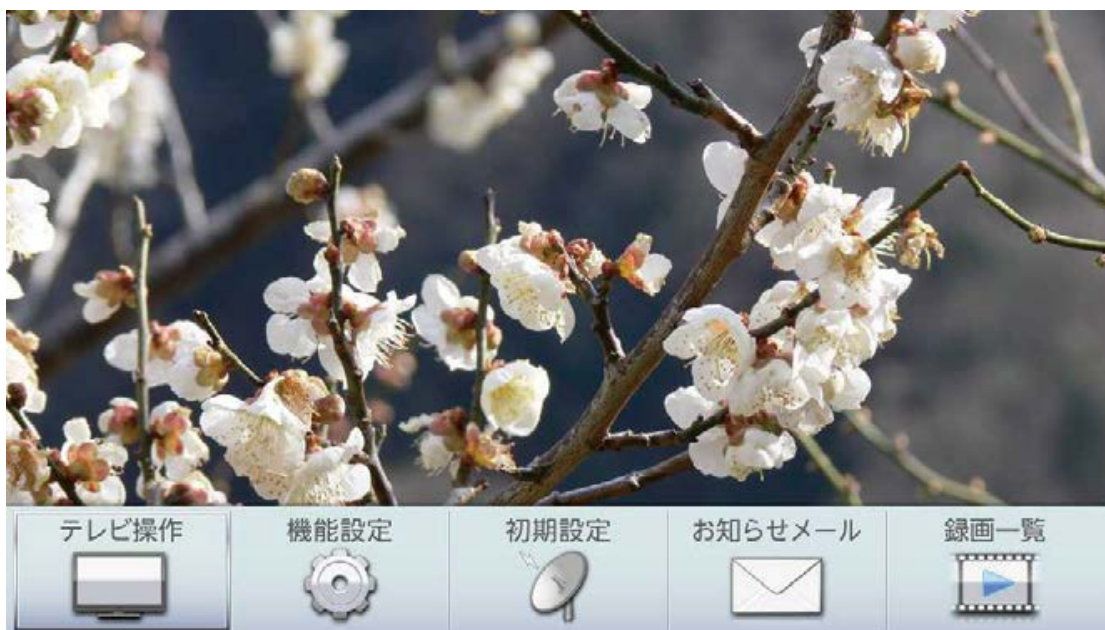 テレビ操作
機能設定
初期設定
お知らせメール
録画一覧